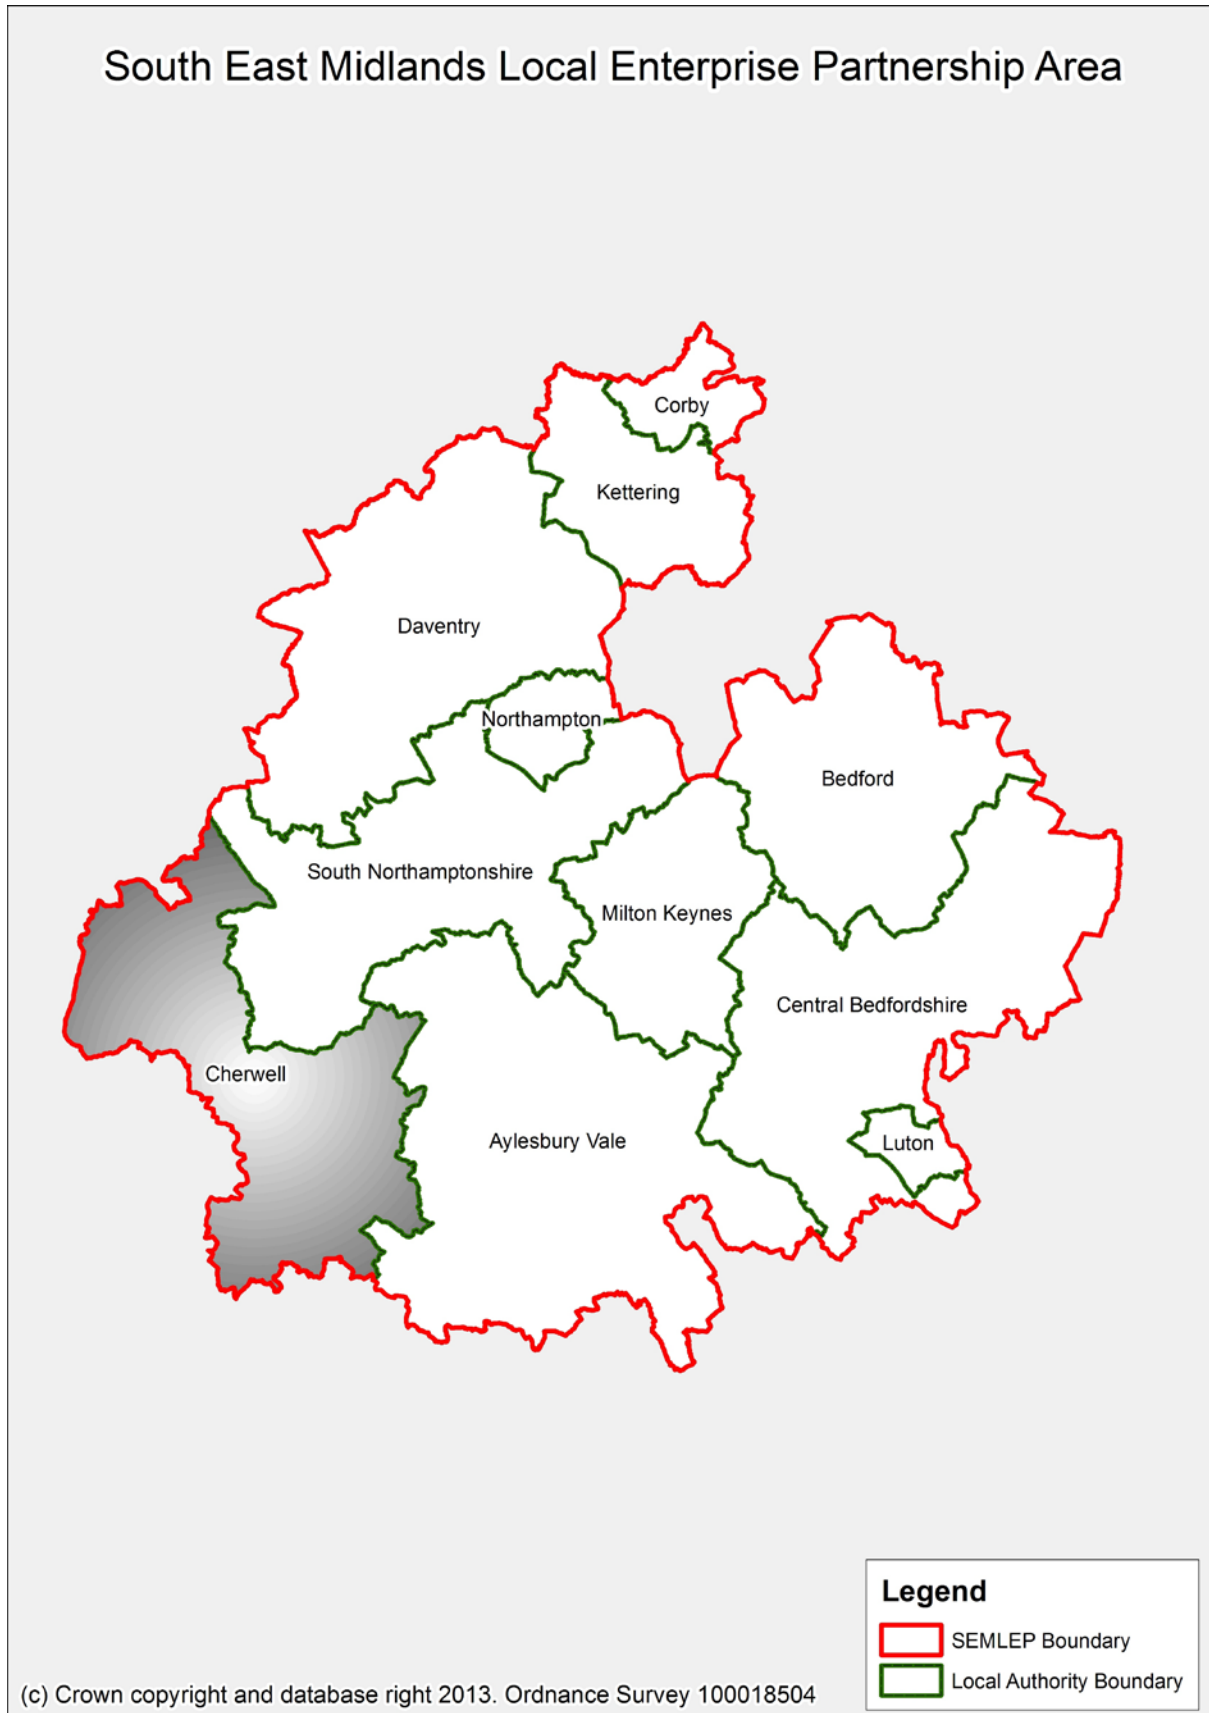 South East Midlands Local Enterprise Partnership Area
Corby
Kettering
Daventry
Northampton
Bedford
South Northamptonshire
Milton Keynes
Central Bedfordshire
Cherwell
Aylesbury Vale
Luton
Legend
SEMLEP Boundary
Local Authority Boundary
(c) Crown copyright and database right 2013. Ordnance Survey 100018504